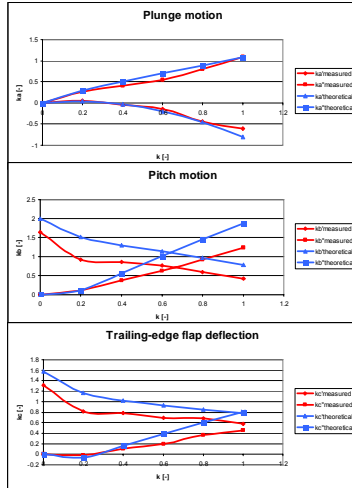 Plunge motion
1.5
1
0.5
0
-0.5
-1
ka [-]
0
0.2
0.4
0.6
0.8
1
1.2
k [-]
ka'measured
ka"measured
ka'theoretical
ka"theoretical
Pitch motion
2.5
2
1.5
1
0.5
0
kb [-]
0
0.2
0.4
0.6
0.8
1
1.2
k [-]
kb'measured
kb"measured
kb'theoretical
kb"theoretical
Trailing-edge flap deflection
1.8
1.6
1.4
1.2
1
0.8
0.6
0.4
0.2
0
-0.2
kc [-]
0
0.2
0.4
0.6
0.8
1
1.2
k [-]
kc'measured
kc"measured
kc'theoretical
kc"theoretical